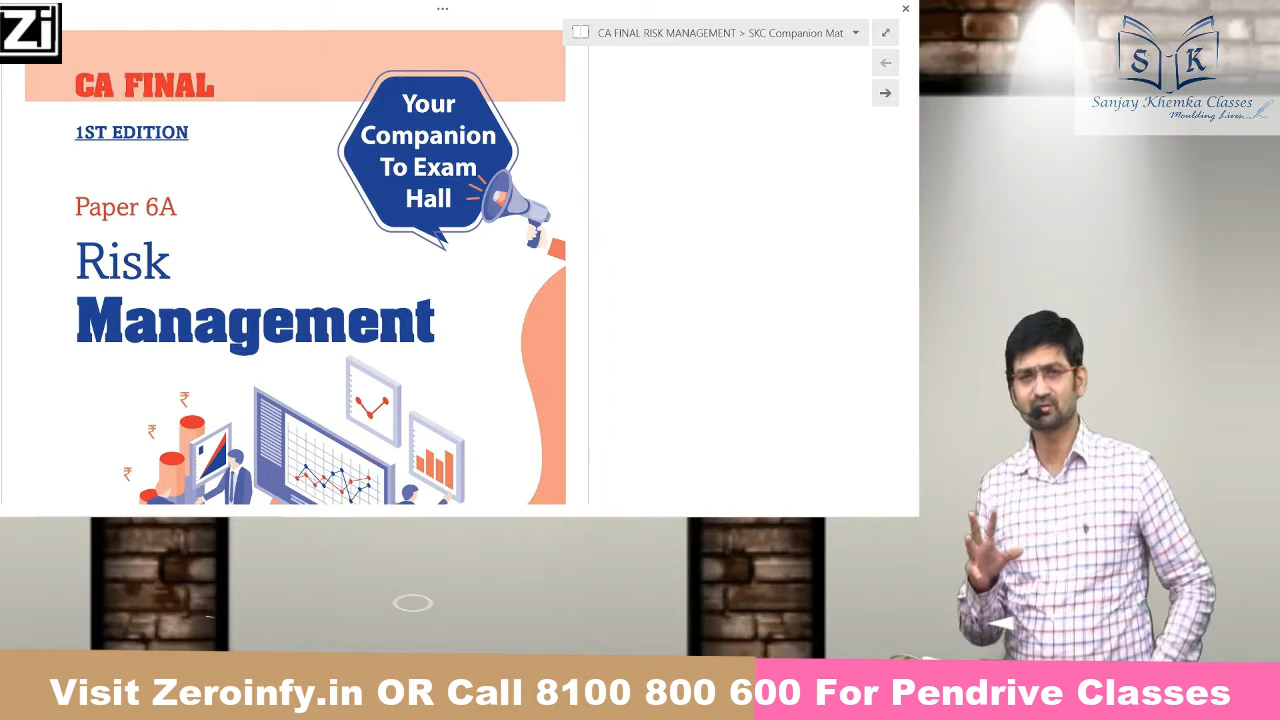 Zi
...
CA FINAL RISK MANAGEMENT > SKC Companion Mat
CA FINAL
1ST EDITION
Your
Companion
To Exam
Hall
Paper 6A
Risk
Management
₹
₹
₹
S K
Sanjay Khemka Classes
Moulding Lives...
Visit Zeroinfy.in OR Call 8100 800 600 For Pendrive Classes